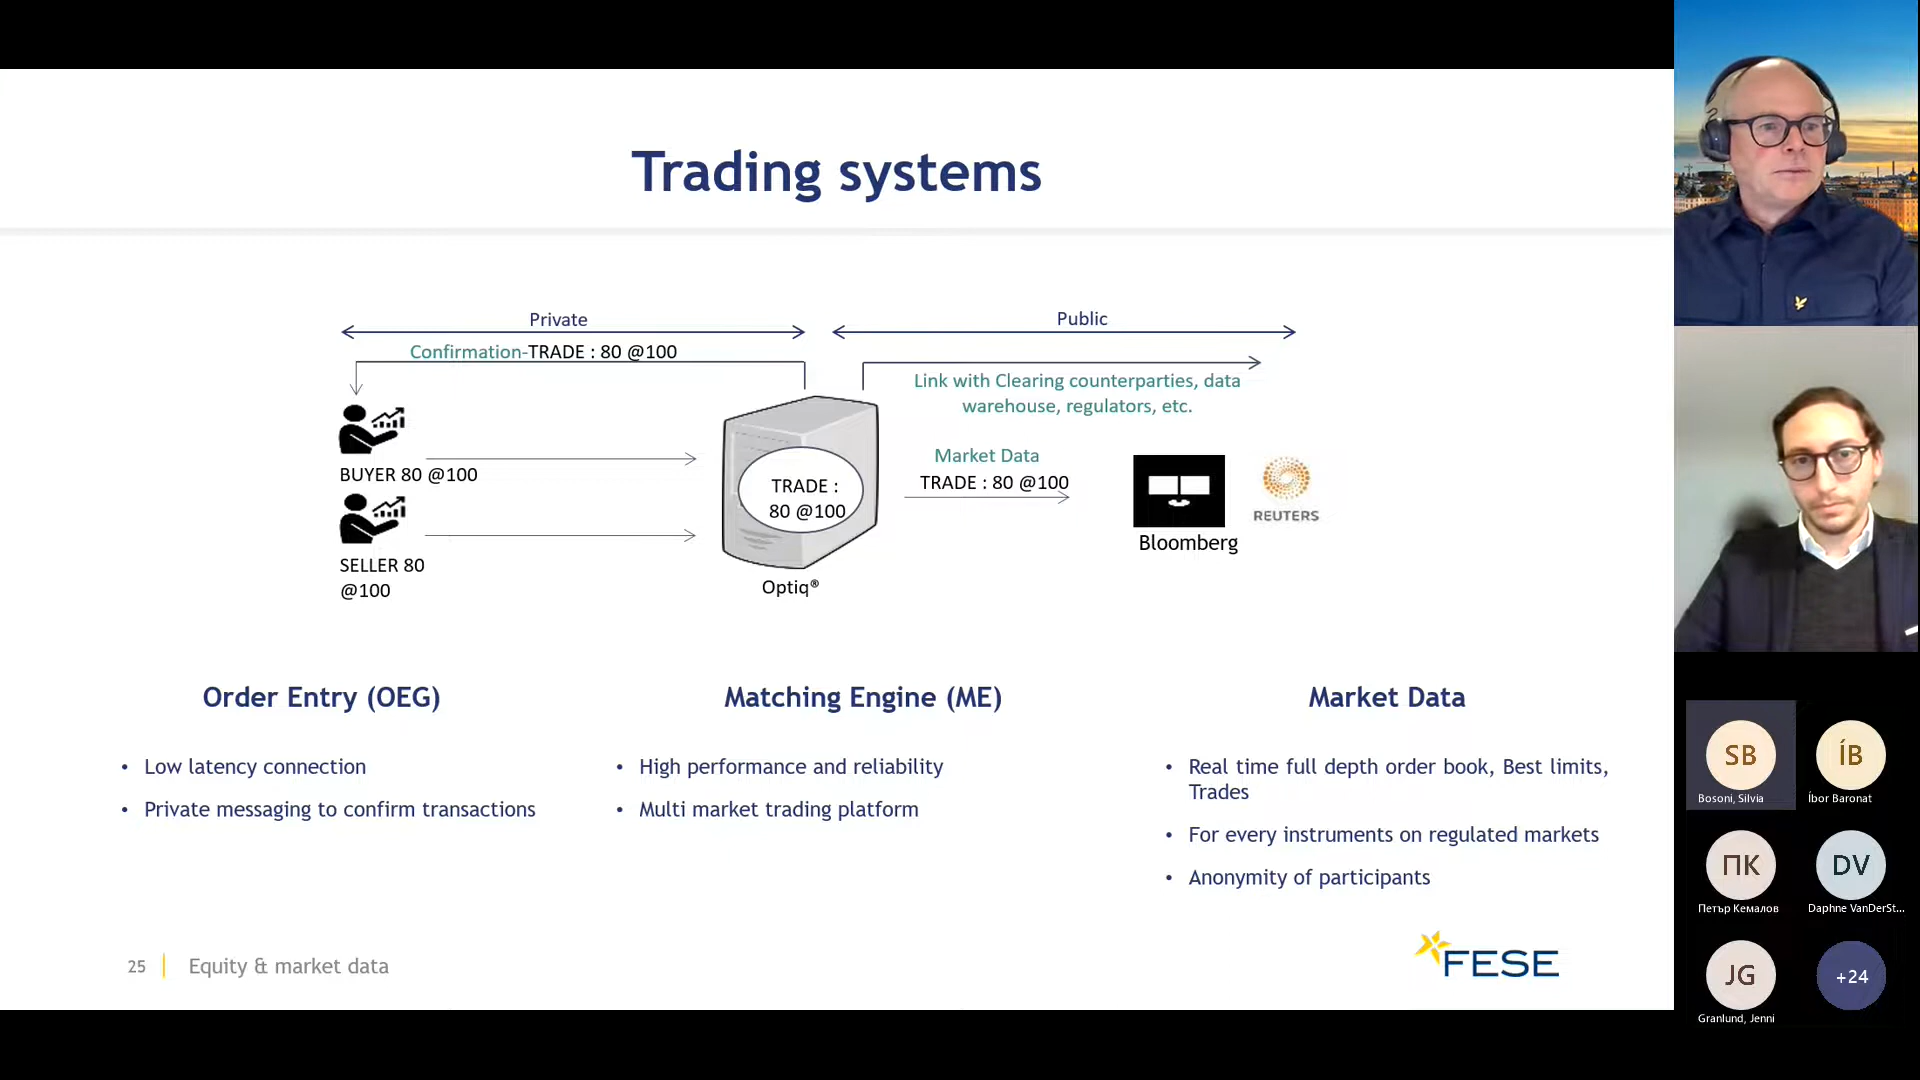 Trading systems
Private
Public
Confirmation-TRADE : 80 @100
Link with Clearing counterparties, data
warehouse, regulators, etc.
BUYER 80 @100
SELLER 80
@100
TRADE :
80 @100
Optiq®
Market Data
TRADE : 80 @100
Bloomberg
REUTERS
Order Entry (OEG)
• Low latency connection
• Private messaging to confirm transactions
Matching Engine (ME)
• High performance and reliability
• Multi market trading platform
Market Data
• Real time full depth order book, Best limits,
Trades
• For every instruments on regulated markets
• Anonymity of participants
25
Equity & market data
FESE
SB
Bosoni, Silvia
ÍB
Íbor Baronat
ПК
Петър Кемалов
DV
Daphne VanDerSt...
JG
Granlund, Jenni
+24